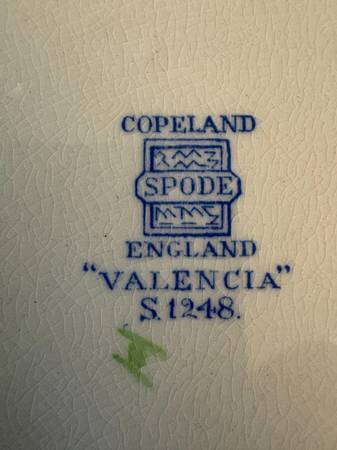 COPELAND
SPODE
ENGLAND
"VALENCIA"
S.1248.